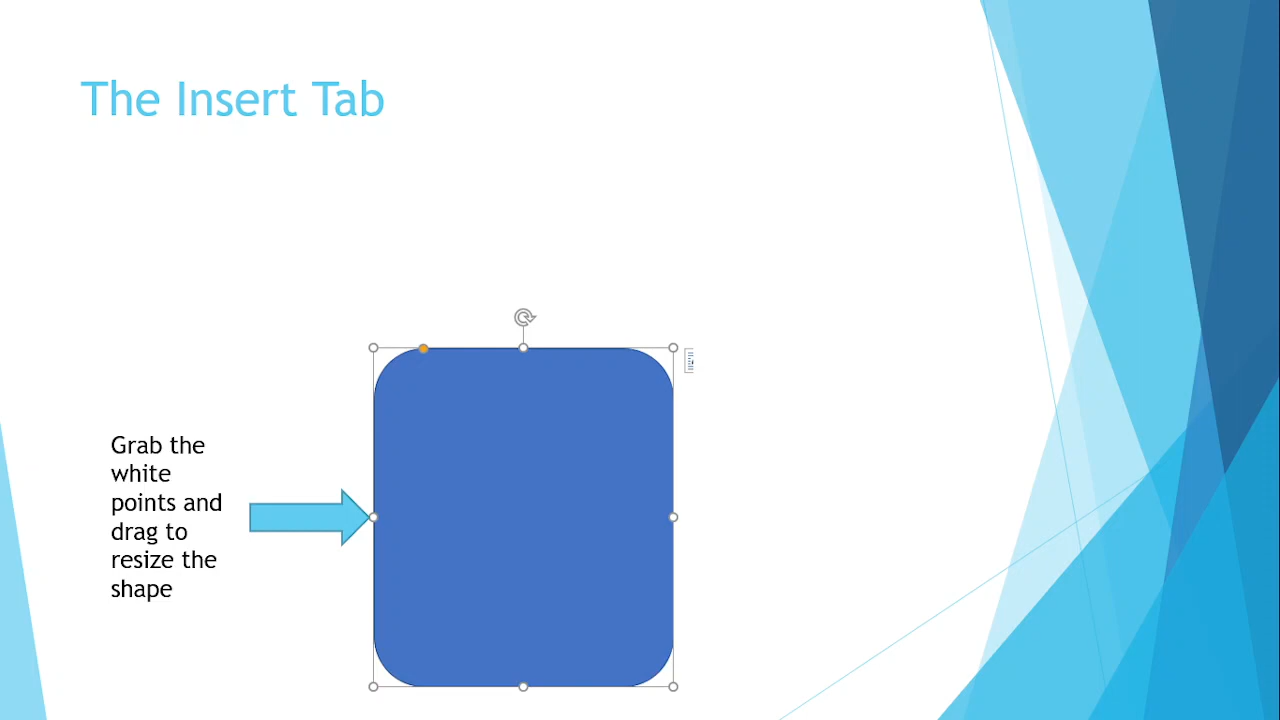 The Insert Tab
Grab the
white
points and
drag to
resize the
shape